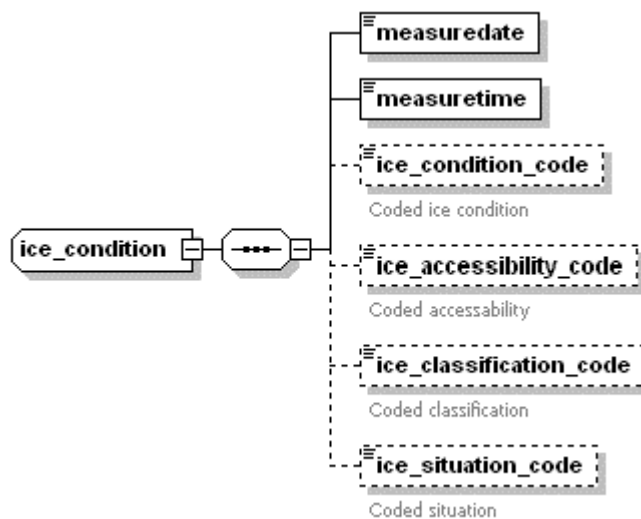 measuredate
measuretime
ice_condition_code
Coded ice condition
ice_condition
ice_accessibility_code
Coded accessability
ice_classification_code
Coded classification
ice_situation_code
Coded situation